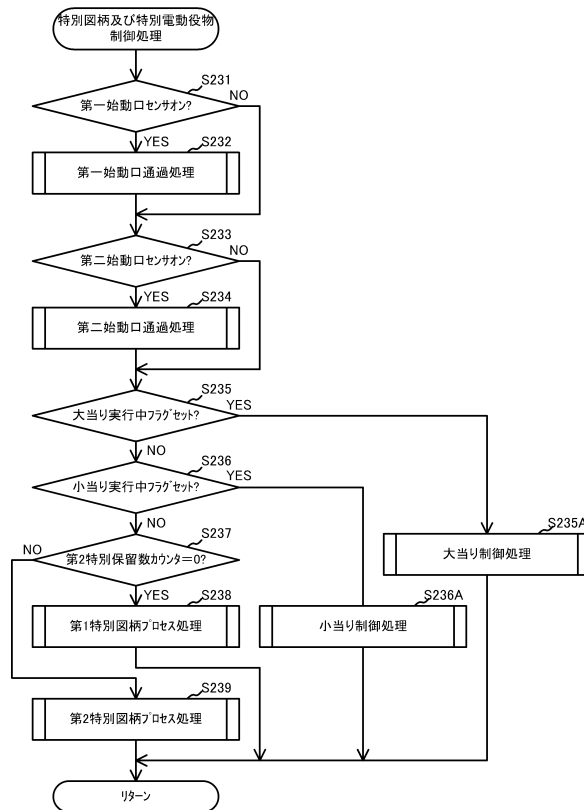 特別図柄及び特別電動役物
制御処理
S231
第一始動口センサオン?
NO
YES
S232
第一始動口通過処理
S233
第二始動口センサオン?
NO
YES
S234
第二始動口通過処理
S235
大当り実行中フラグセット?
YES
NO
S236
小当り実行中フラグセット?
YES
NO
S237
NO
第2特別保留数カウンタ=0?
YES
S235A
大当り制御処理
S238
第1特別図柄プロセス処理
S236A
小当り制御処理
S239
第2特別図柄プロセス処理
リターン